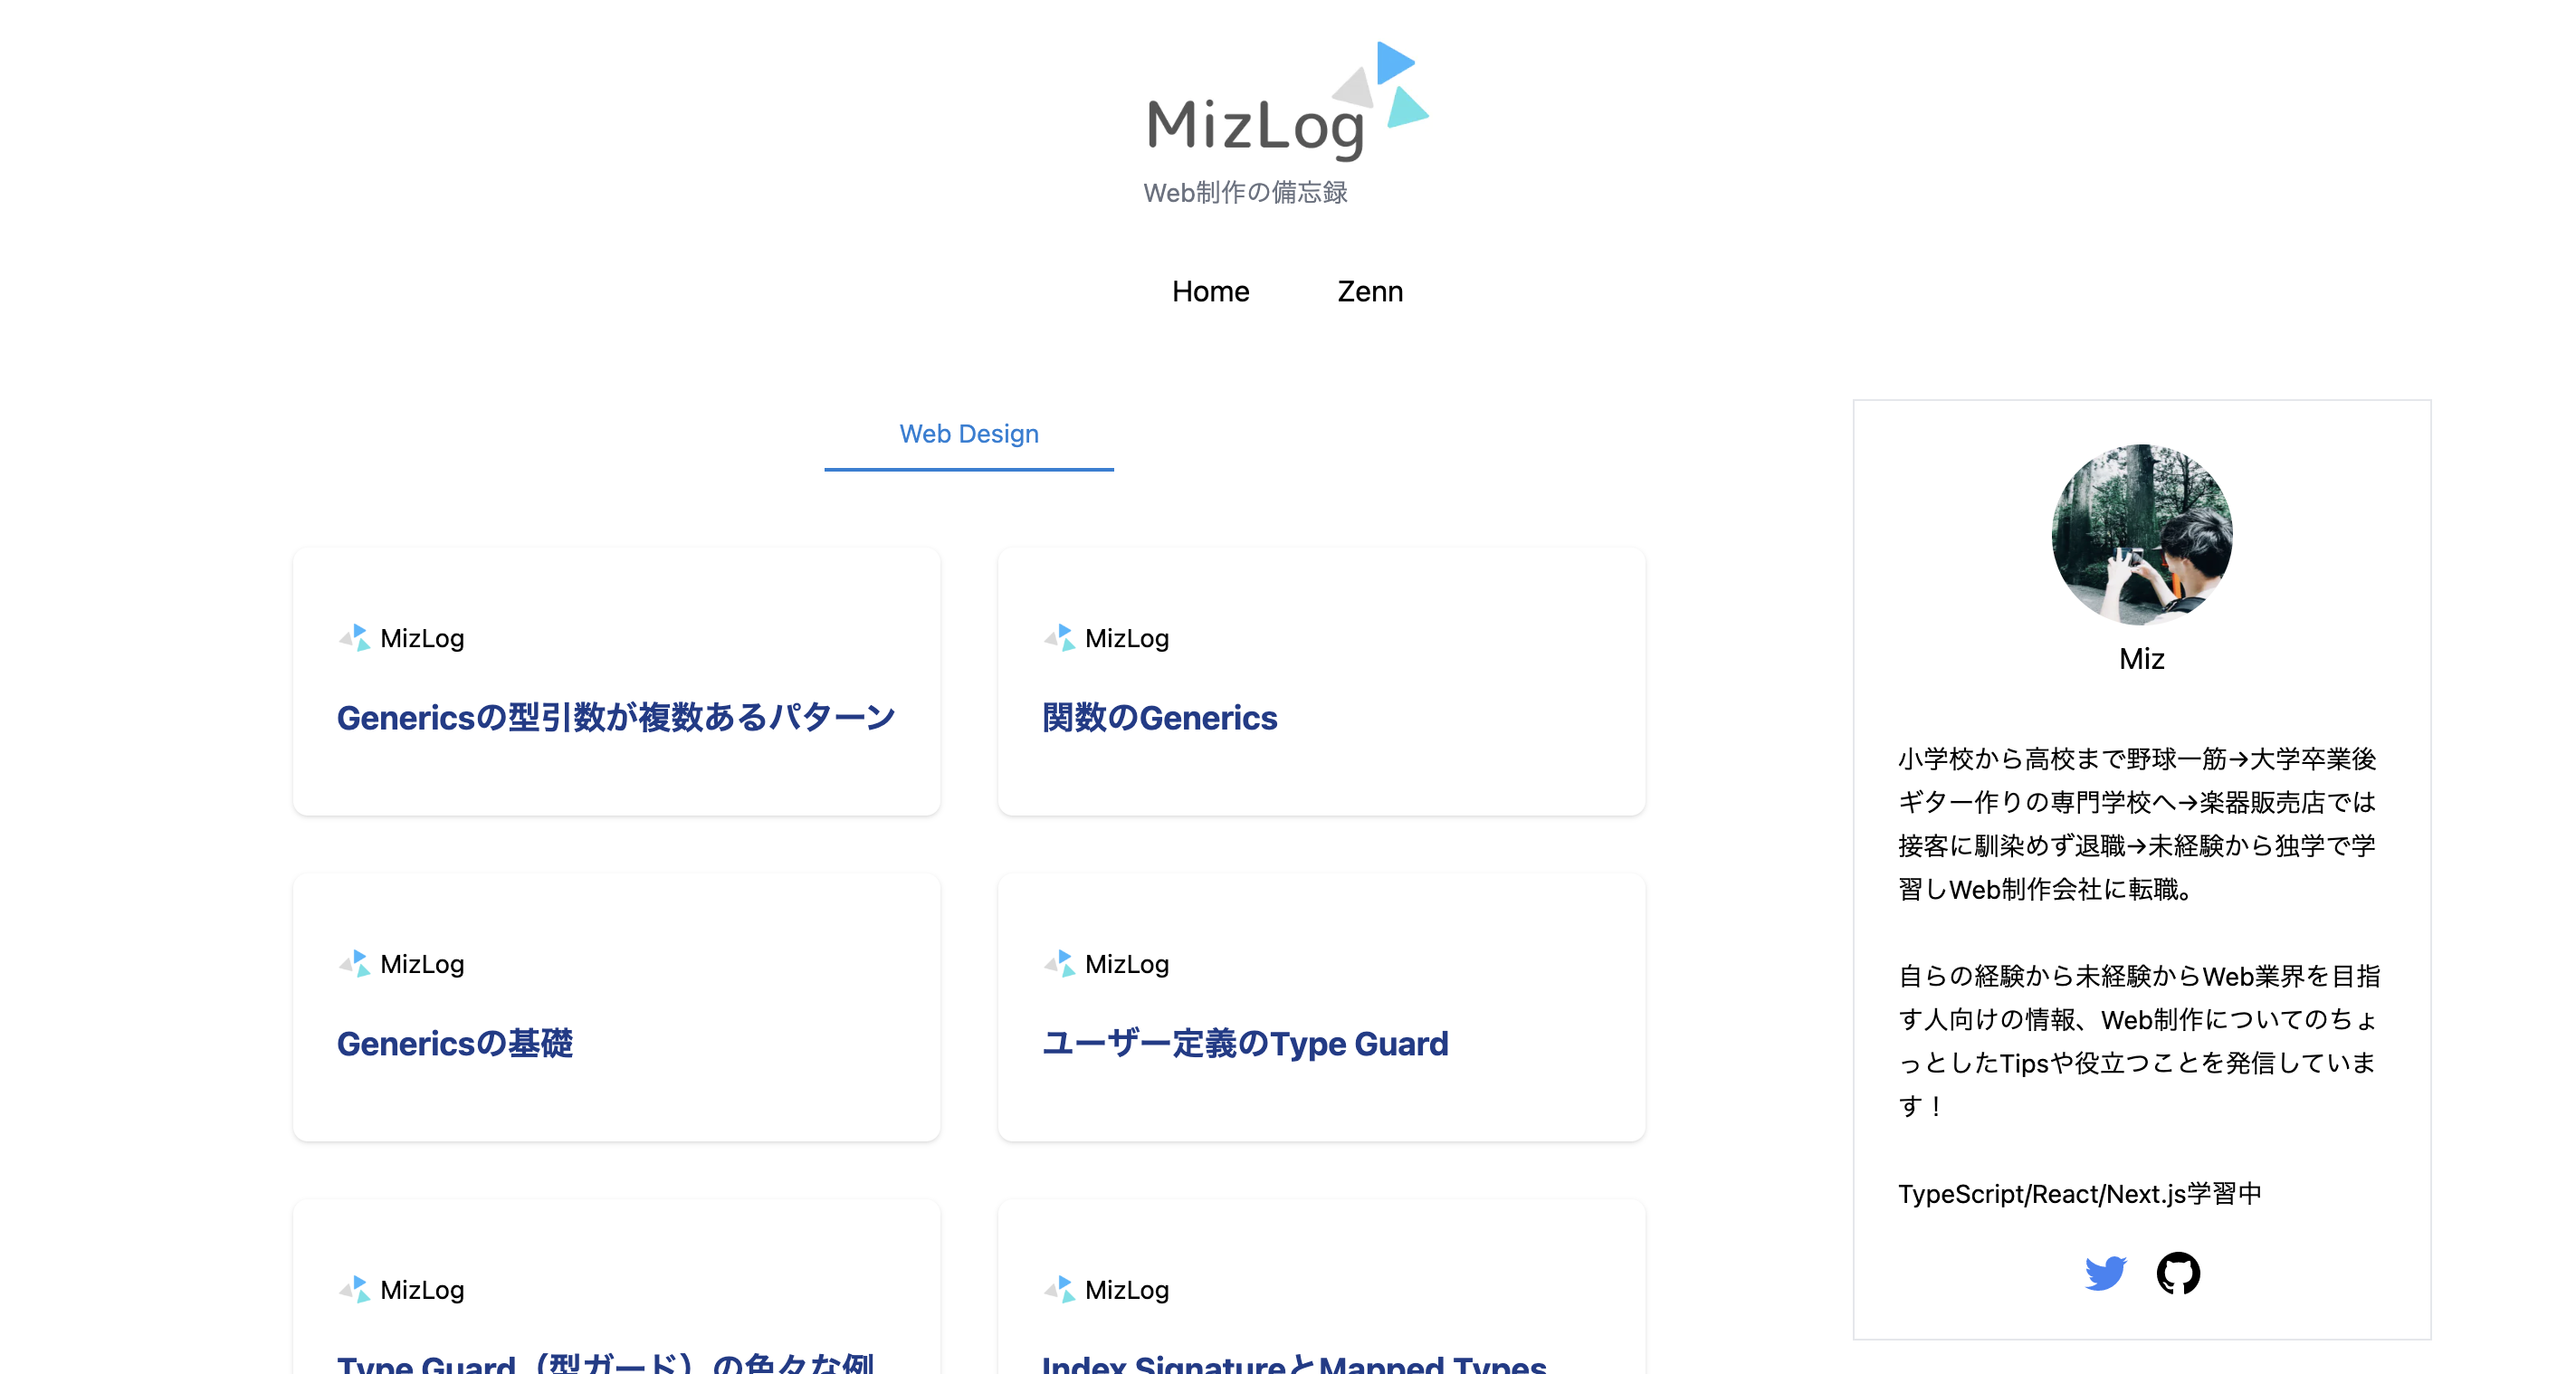 MizLog
Web制作の備忘録
Home
Zenn
Web Design
MizLog
Genericsの型引数が複数あるパターン
MizLog
関数のGenerics
MizLog
Genericsの基礎
MizLog
ユーザー定義のType Guard
MizLog
Type Guard（型ガード）の色々な例
MizLog
Index SignatureとMapped Types
Miz
小学校から高校まで野球一筋→大学卒業後
ギター作りの専門学校へ→楽器販売店では
接客に馴染めず退職→未経験から独学で学
習しWeb制作会社に転職。
自らの経験から未経験からWeb業界を目指
す人向けの情報、Web制作についてのちょ
っとしたTipsや役立つことを発信していま
す！
TypeScript/React/Next.js学習中